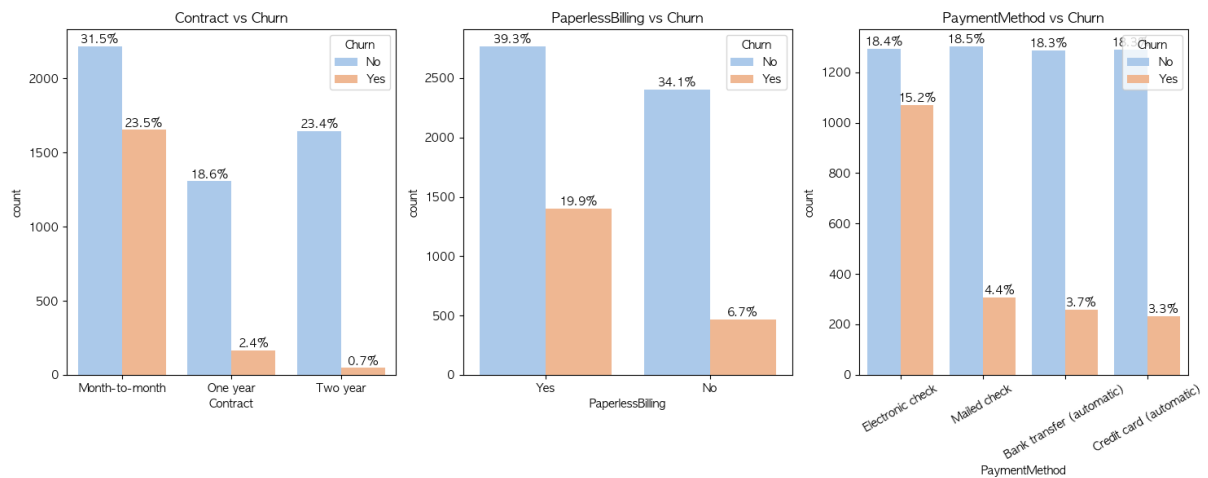 Contract vs Churn
31.5%
23.5%
18.6%
2.4%
23.4%
0.7%
Churn
No
Yes
2000
1500
1000
500
0
count
Month-to-month
One year
Two year
Contract
PaperlessBilling vs Churn
39.3%
19.9%
34.1%
6.7%
Churn
No
Yes
2500
2000
1500
1000
500
0
count
Yes
No
PaperlessBilling
PaymentMethod vs Churn
18.4%
15.2%
18.5%
4.4%
18.3%
3.7%
3.3%
Churn
No
Yes
1200
1000
800
600
400
200
0
count
Electronic check
Mailed check
Bank transfer (automatic)
Credit card (automatic)
PaymentMethod